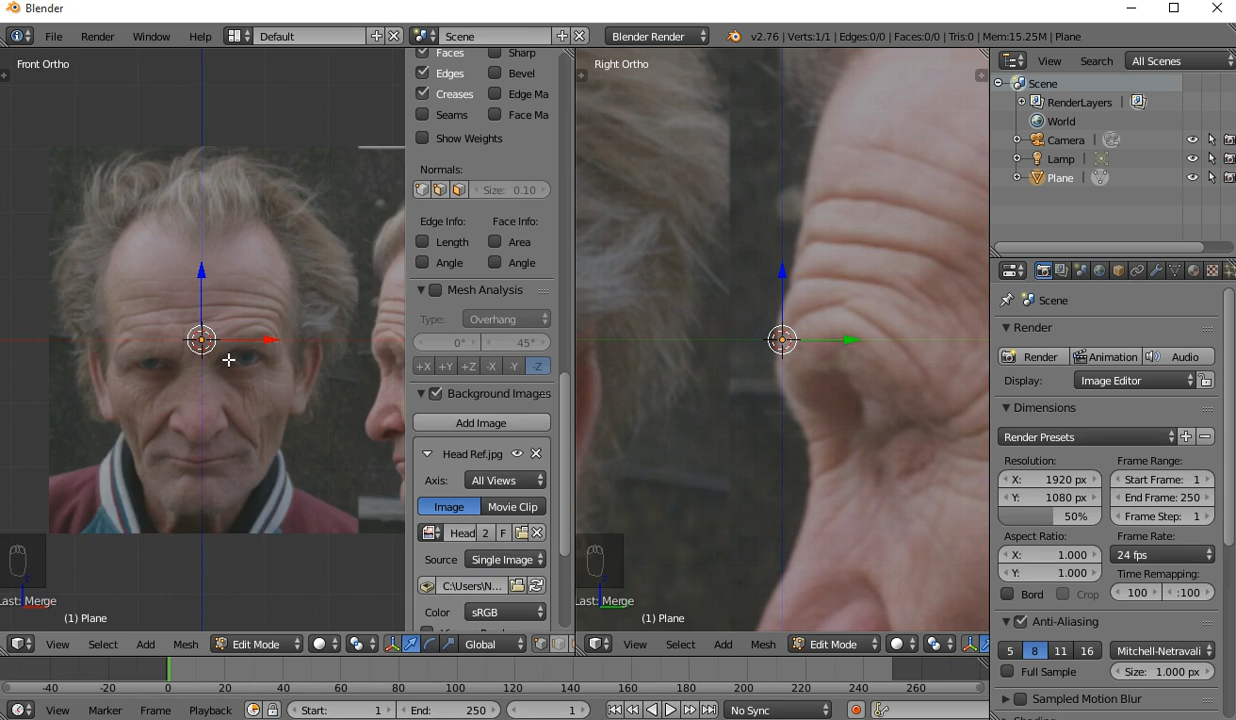 Blender
File Render Window Help Default Scene Blender Render v2.76 | Verts:1/1 | Edges:0/0 | Faces:0/0 | Tris:0 | Mem:15.25M | Plane
Front Ortho
Faces Sharp
Edges Bevel
Creases Edge Ma
Seams Face Ma
Show Weights
Normals:
Size: 0.10
Edge Info: Face Info:
Length Area
Angle Angle
Mesh Analysis
Type: Overhang
0° 45°
+X +Y +Z -X -Y -Z
Background Images
Add Image
Head Ref.jpg
Axis: All Views
Image Movie Clip
Head 2 F
Source Single Image
C:\Users\N...
Color sRGB
Last: Merge
(1) Plane
View Select Add Mesh Edit Mode Global
Right Ortho
Last: Merge
(1) Plane
View Select Add Mesh Edit Mode
View Search All Scenes
Scene
RenderLayers |
World
Camera |
Lamp |
Plane |
Scene
Render
Render Animation Audio
Display: Image Editor
Dimensions
Render Presets
Resolution: Frame Range:
X: 1920 px Start Frame: 1
Y: 1080 px End Frame: 250
50% Frame Step: 1
Aspect Ratio: Frame Rate:
X: 1.000 24 fps
Y: 1.000 Time Remapping:
Bord Crop 100 :100
Anti-Aliasing
5 8 11 16 Mitchell-Netravali
Full Sample Size: 1.000 px
Sampled Motion Blur
-40 -20 0 20 40 60 80 100 120 140 160 180 200 220 240 260
View Marker Frame Playback Start: 1 End: 250 1 No Sync